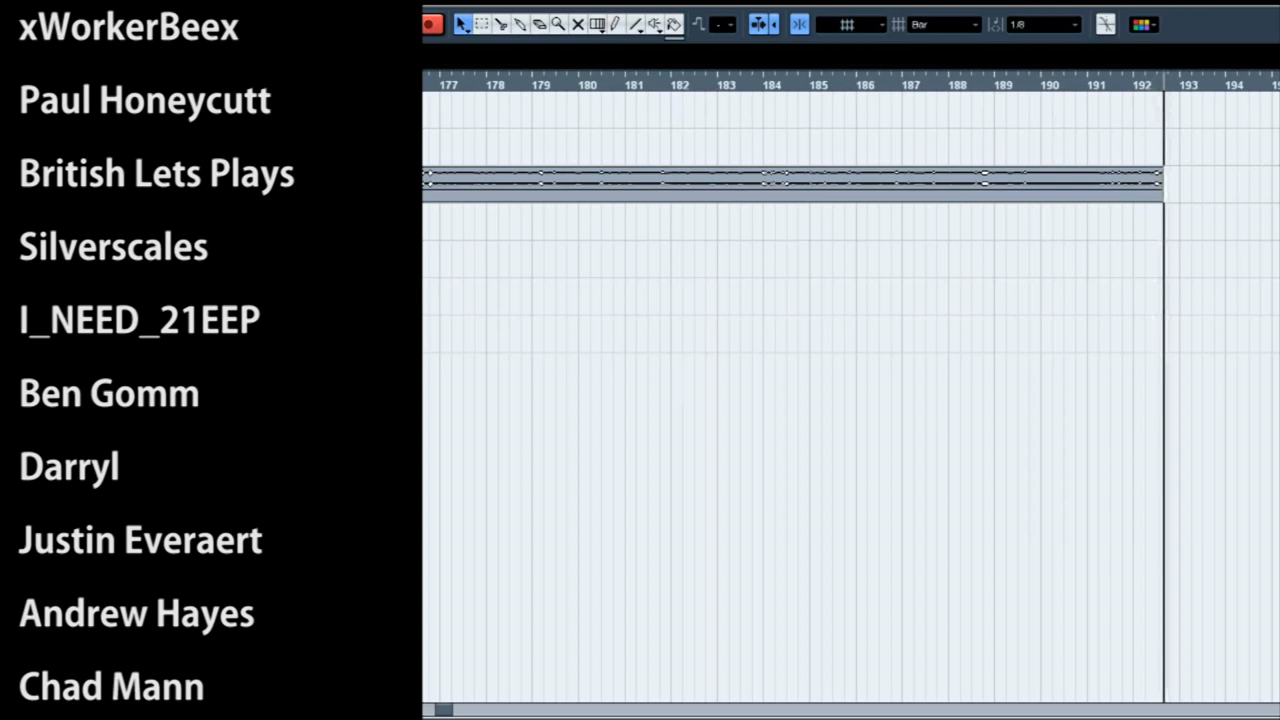 xWorkerBeex
Paul Honeycutt
British Lets Plays
Silverscales
I_NEED_21EEP
Ben Gomm
Darryl
Justin Everaert
Andrew Hayes
Chad Mann
Bar 1/8
177 178 179 180 181 182 183 184 185 186 187 188 189 190 191 192 193 194